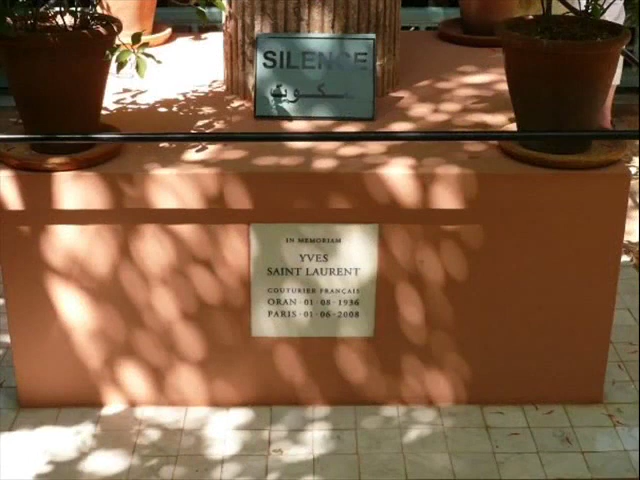 SILENCE
سكوت
IN MEMORIAM
YVES
SAINT LAURENT
COUTURIER FRANÇAIS
ORAN · 01 · 08 · 1936
PARIS · 01 · 06 · 2008